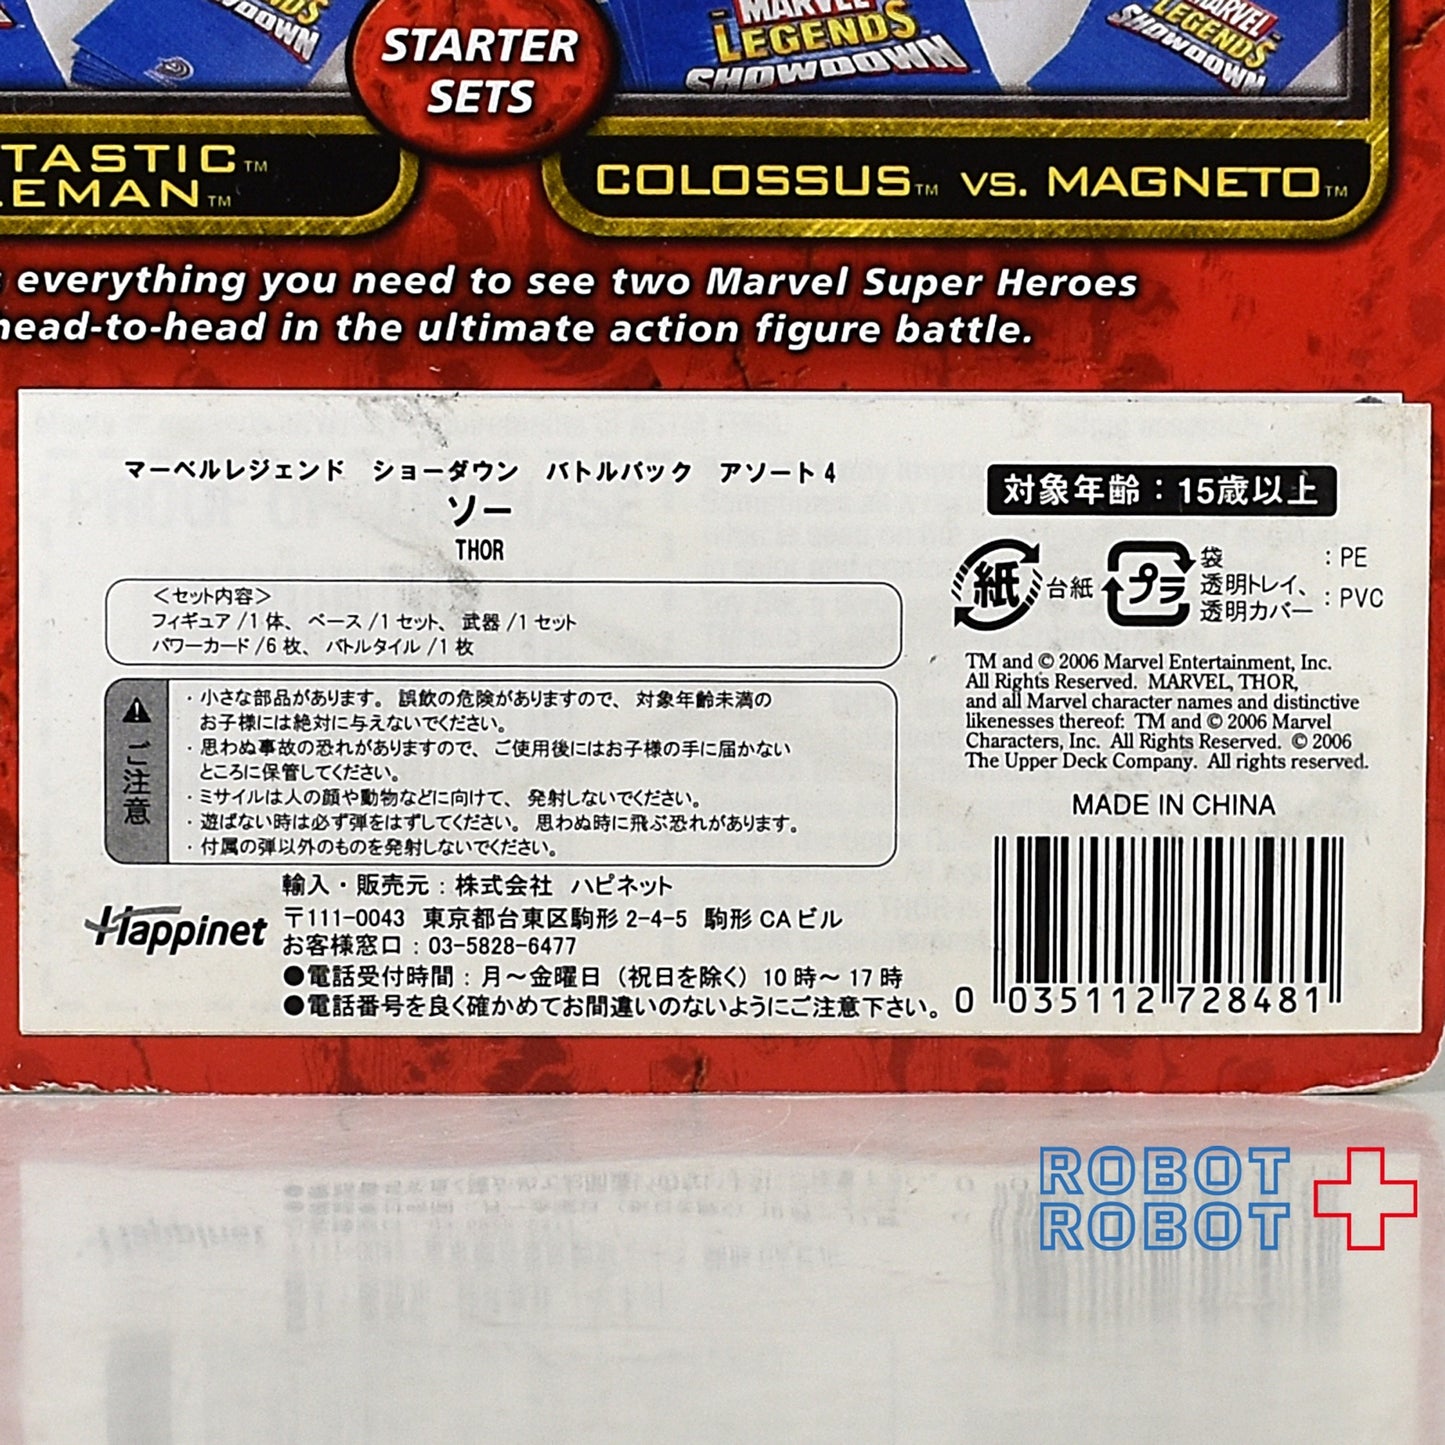 MARVEL
LEGENDS
SHOWDOWN
STARTER
SETS
MARVEL
LEGENDS
SHOWDOWN
MARVEL
LEGENDS
SHOWDOWN
TASTIC™
EMAN™
COLOSSUS™ vs. MAGNETO™
everything you need to see two Marvel Super Heroes
head-to-head in the ultimate action figure battle.
マーベルレジェンド ショーダウン バトルパック アソート4
ソー
THOR
<セット内容>
フィギュア/1体、ベース/1セット、武器/1セット
パワーカード/6枚、バトルタイル/1枚
ご注意
・小さな部品があります。誤飲の危険がありますので、対象年齢未満の
お子様には絶対に与えないでください。
・思わぬ事故の恐れがありますので、ご使用後にはお子様の手に届かない
ところに保管してください。
・ミサイルは人の顔や動物などに向けて、発射しないでください。
・遊ばない時は必ず弾をはずしてください。思わぬ時に飛ぶ恐れがあります。
・付属の弾以外のものを発射しないでください。
Happinet
輸入・販売元：株式会社 ハピネット
〒111-0043 東京都台東区駒形2-4-5 駒形CAビル
お客様窓口：03-5828-6477
●電話受付時間：月～金曜日（祝日を除く）10時～17時
●電話番号を良く確かめてお間違いのないようにご注意下さい。
対象年齢：15歳以上
紙 台紙
プラ 袋 ：PE
透明トレイ、
透明カバー ：PVC
TM and © 2006 Marvel Entertainment, Inc.
All Rights Reserved. MARVEL, THOR,
and all Marvel character names and distinctive
likenesses thereof: TM and © 2006 Marvel
Characters, Inc. All Rights Reserved. © 2006
The Upper Deck Company. All rights reserved.
MADE IN CHINA
0 035112 728481
ROBOT
ROBOT